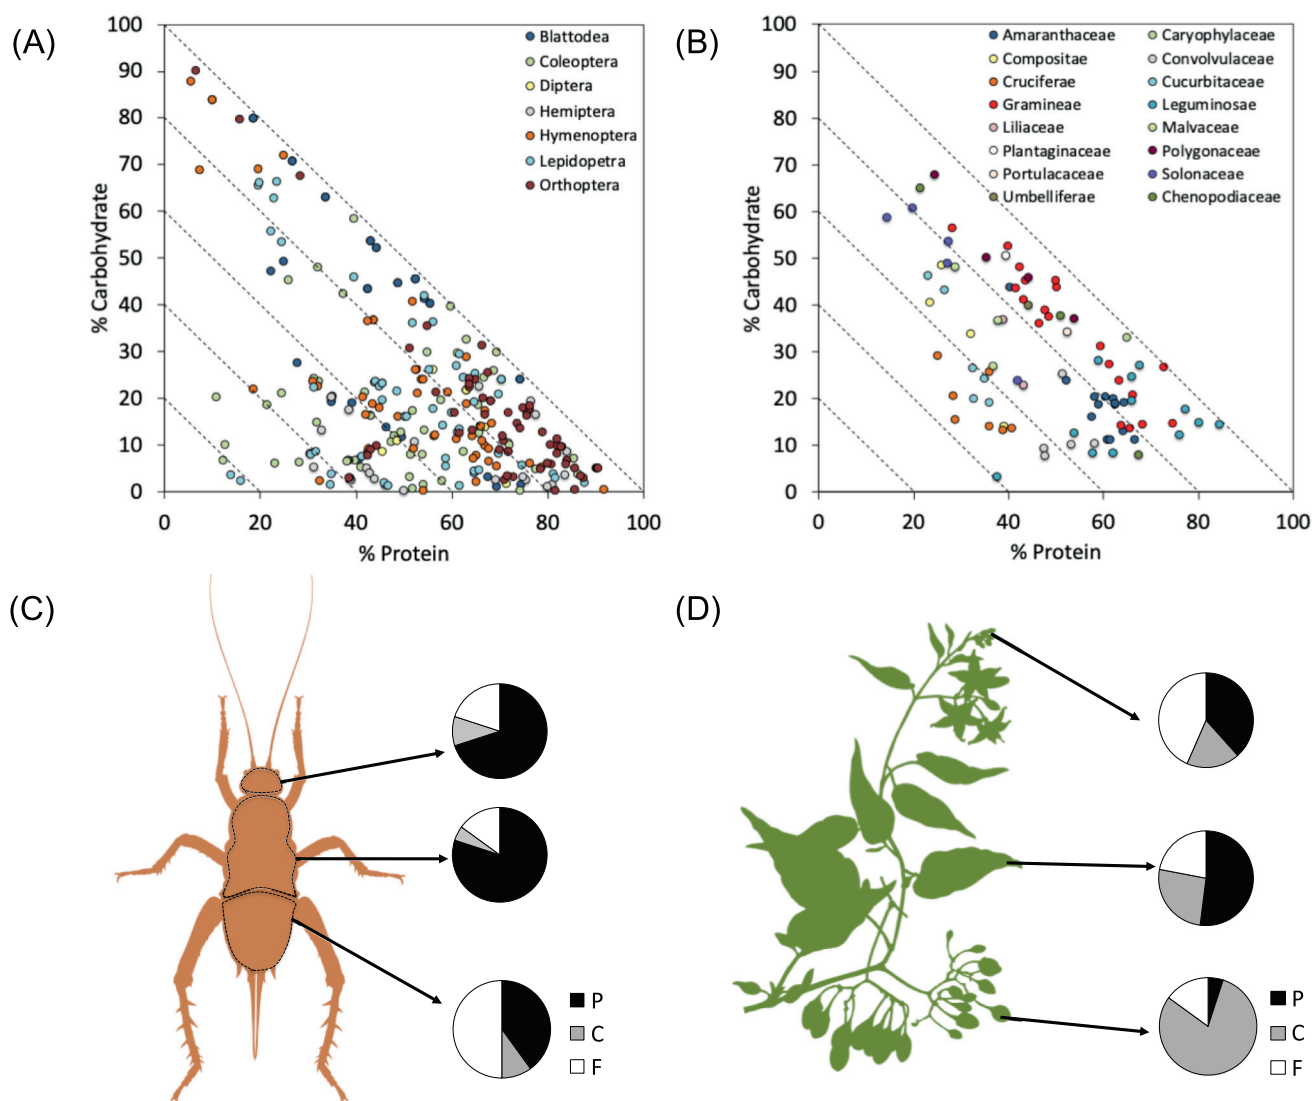 (A)
100
90
80
70
60
50
40
30
20
10
0
% Carbohydrate
0 20 40 60 80 100
% Protein
Blattodea
Coleoptera
Diptera
Hemiptera
Hymenoptera
Lepidopetra
Orthoptera
(B)
100
90
80
70
60
50
40
30
20
10
0
% Carbohydrate
0 20 40 60 80 100
% Protein
Amaranthaceae Caryophylaceae
Compositae Convolvulaceae
Cruciferae Cucurbitaceae
Gramineae Leguminosae
Liliaceae Malvaceae
Plantaginaceae Polygonaceae
Portulacaceae Solonaceae
Umbelliferae Chenopodiaceae
(C)
P
C
F
(D)
P
C
F